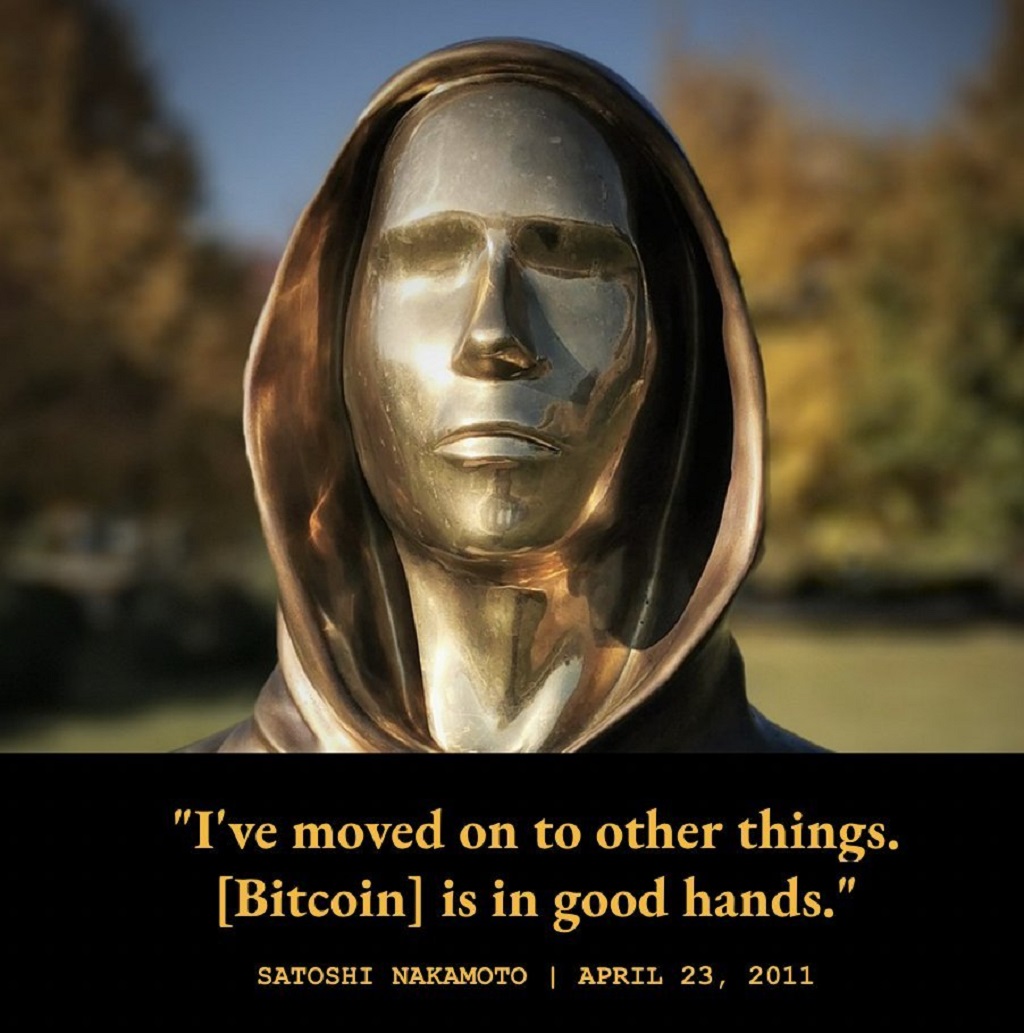 "I've moved on to other things.
[Bitcoin] is in good hands."
SATOSHI NAKAMOTO | APRIL 23, 2011